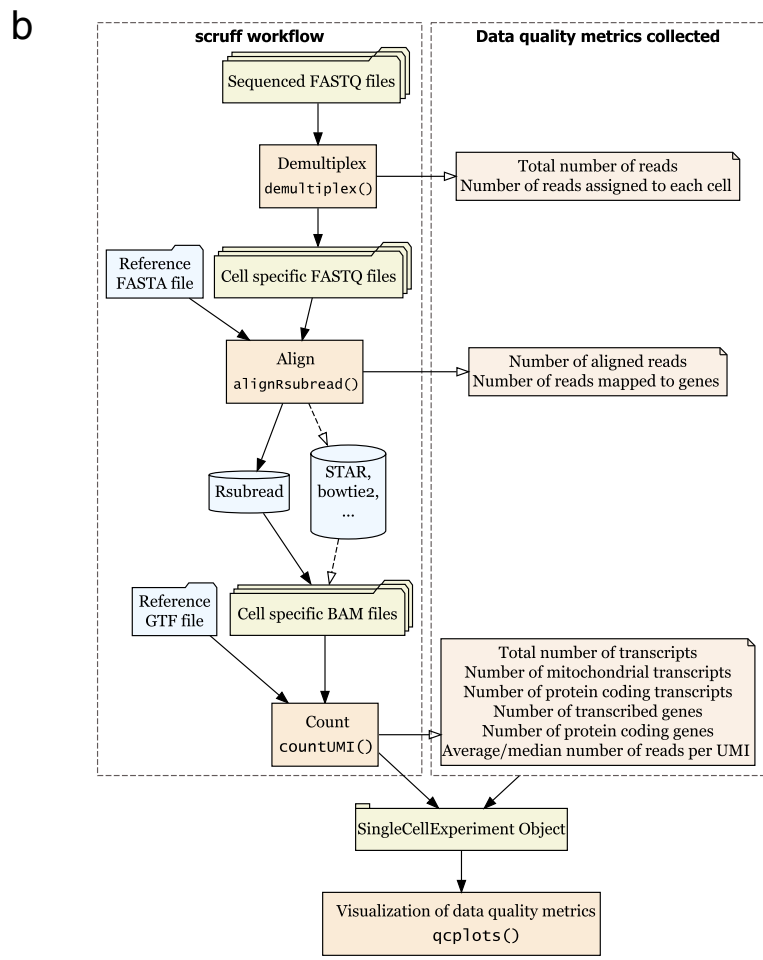 b
scruff workflow
Data quality metrics collected
Sequenced FASTQ files
Demultiplex
demultiplex()
Total number of reads
Number of reads assigned to each cell
Reference
FASTA file
Cell specific FASTQ files
Align
alignRsubread()
Number of aligned reads
Number of reads mapped to genes
Rsubread
STAR,
bowtie2,
...
Reference
GTF file
Cell specific BAM files
Count
countUMI()
Total number of transcripts
Number of mitochondrial transcripts
Number of protein coding transcripts
Number of transcribed genes
Number of protein coding genes
Average/median number of reads per UMI
SingleCellExperiment Object
Visualization of data quality metrics
qcplots()